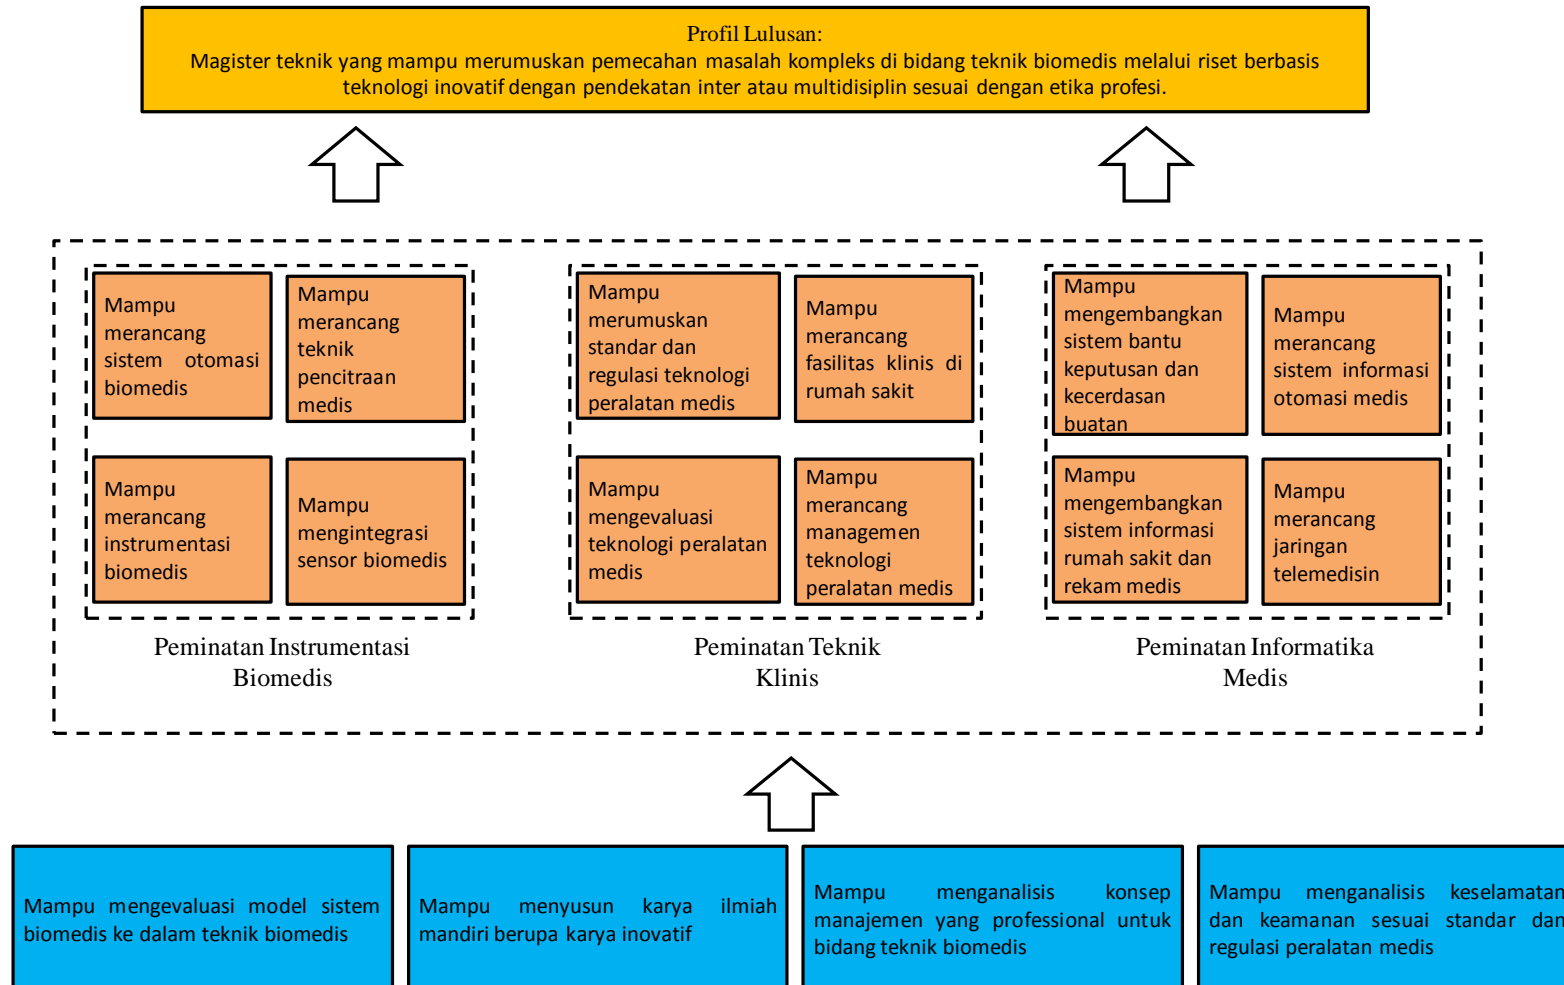 Profil Lulusan:
Magister teknik yang mampu merumuskan pemecahan masalah kompleks di bidang teknik biomedis melalui riset berbasis
teknologi inovatif dengan pendekatan inter atau multidisiplin sesuai dengan etika profesi.
Mampu
merancang
sistem otomasi
biomedis
Mampu
merancang
teknik
pencitraan
medis
Mampu
merancang
instrumentasi
biomedis
Mampu
mengintegrasi
sensor biomedis
Peminatan Instrumentasi
Biomedis
Mampu
merumuskan
standar dan
regulasi teknologi
peralatan medis
Mampu
merancang
fasilitas klinis di
rumah sakit
Mampu
mengevaluasi
teknologi peralatan
medis
Mampu
merancang
managemen
teknologi
peralatan medis
Peminatan Teknik
Klinis
Mampu
mengembangkan
sistem bantu
keputusan dan
kecerdasan
buatan
Mampu
merancang
sistem informasi
otomasi medis
Mampu
mengembangkan
sistem informasi
rumah sakit dan
rekam medis
Mampu
merancang
jaringan
telemedisin
Peminatan Informatika
Medis
Mampu mengevaluasi model sistem
biomedis ke dalam teknik biomedis
Mampu menyusun karya ilmiah
mandiri berupa karya inovatif
Mampu menganalisis konsep
manajemen yang professional untuk
bidang teknik biomedis
Mampu menganalisis keselamatan
dan keamanan sesuai standar dan
regulasi peralatan medis